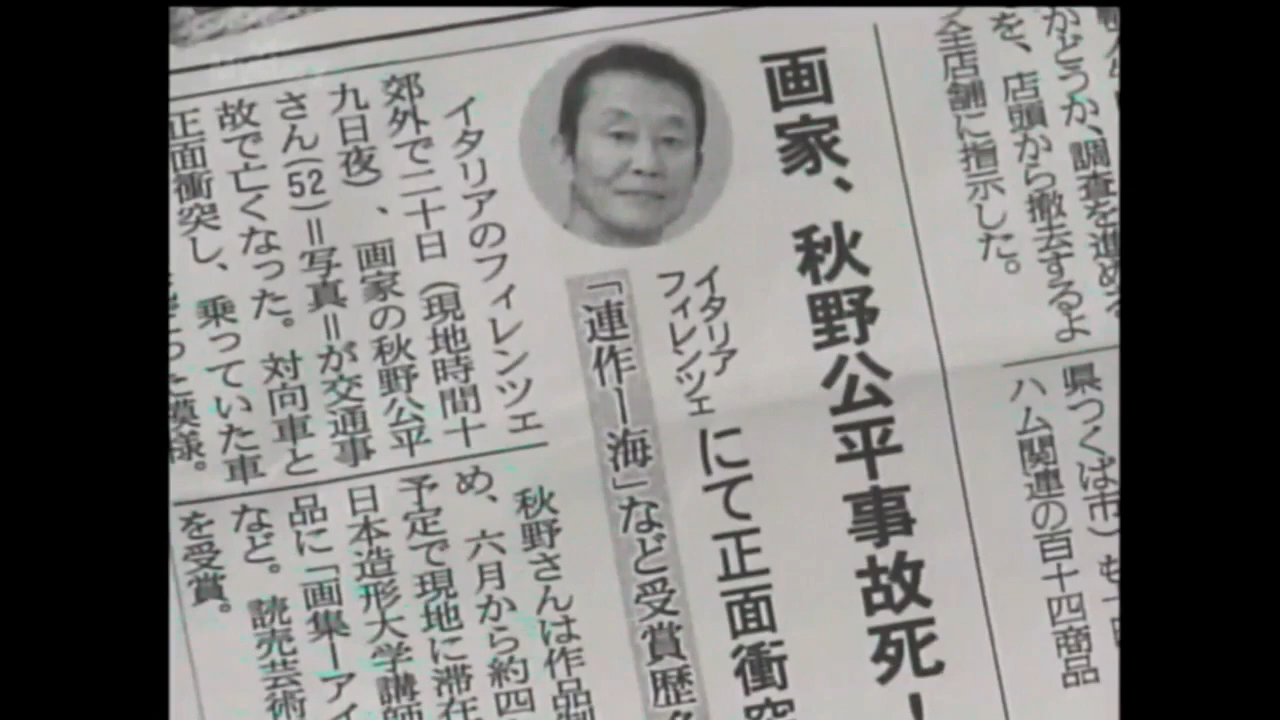 かどうか、調査を進める
を、店頭から撤去するよ
う全店舗に指示した。
県つくば市)
ハム関連の百十四商品
画家、秋野公平事故死!
イタリア
フィレンツェ
にて正面衝突
「連作ー海」など受賞歴
イタリアのフィレンツェ
郊外で二十日(現地時間十
九日夜)、画家の秋野公平
さん(52)=写真=が交通事
故で亡くなった。対向車と
正面衝突し、乗っていた車
模様。
秋野さんは作品制
め、六月から約四
予定で現地に滞在
日本造形大学講師
品に「画集ーアイ
など。読売芸術
を受賞。